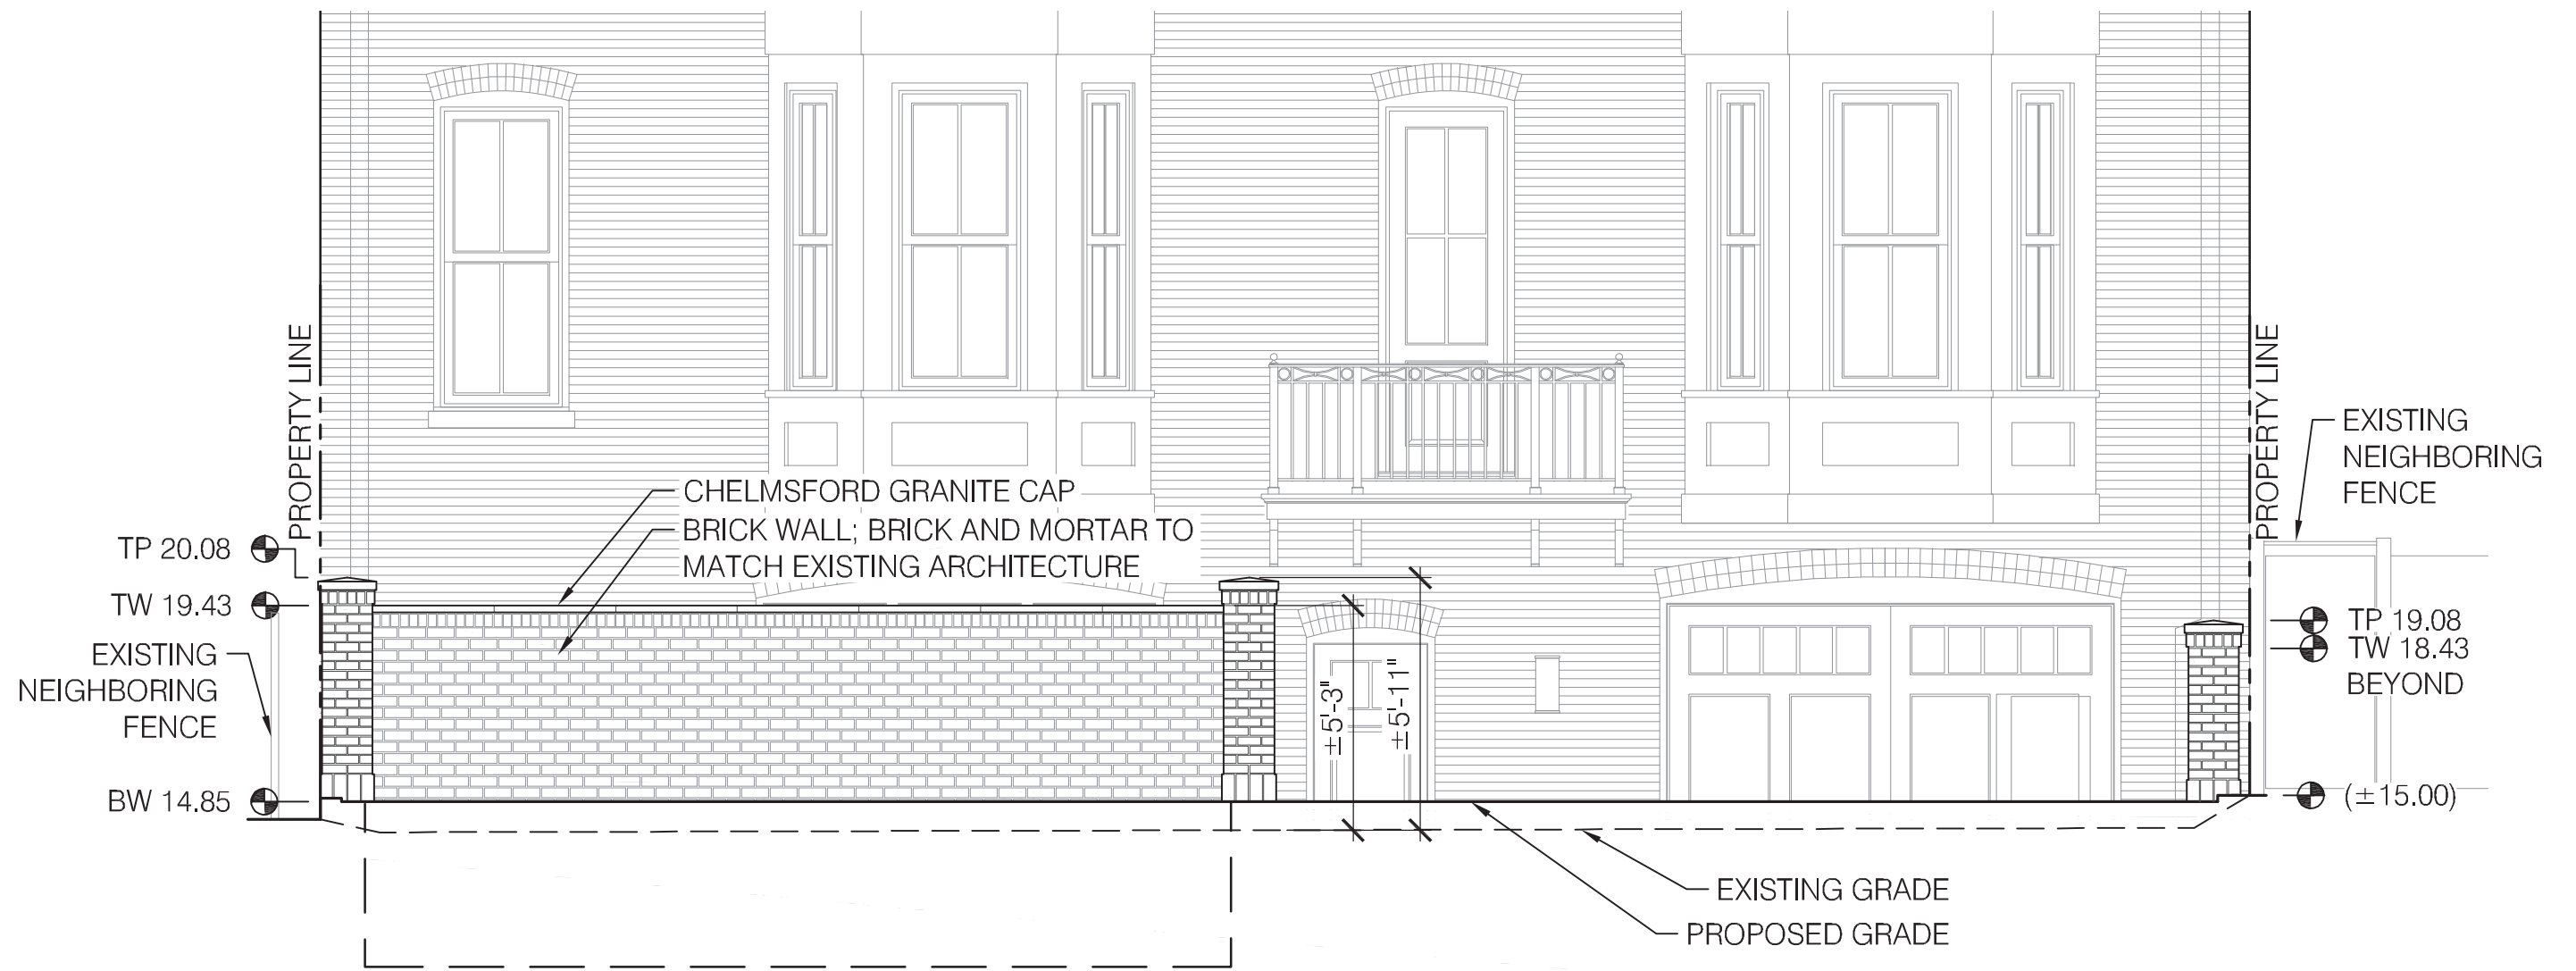 PROPERTY LINE
PROPERTY LINE
EXISTING
NEIGHBORING
FENCE
CHELMSFORD GRANITE CAP
BRICK WALL; BRICK AND MORTAR TO
MATCH EXISTING ARCHITECTURE
TP 20.08
TW 19.43
EXISTING
NEIGHBORING
FENCE
BW 14.85
±5'-3"
±5'-11"
TP 19.08
TW 18.43
BEYOND
(±15.00)
EXISTING GRADE
PROPOSED GRADE